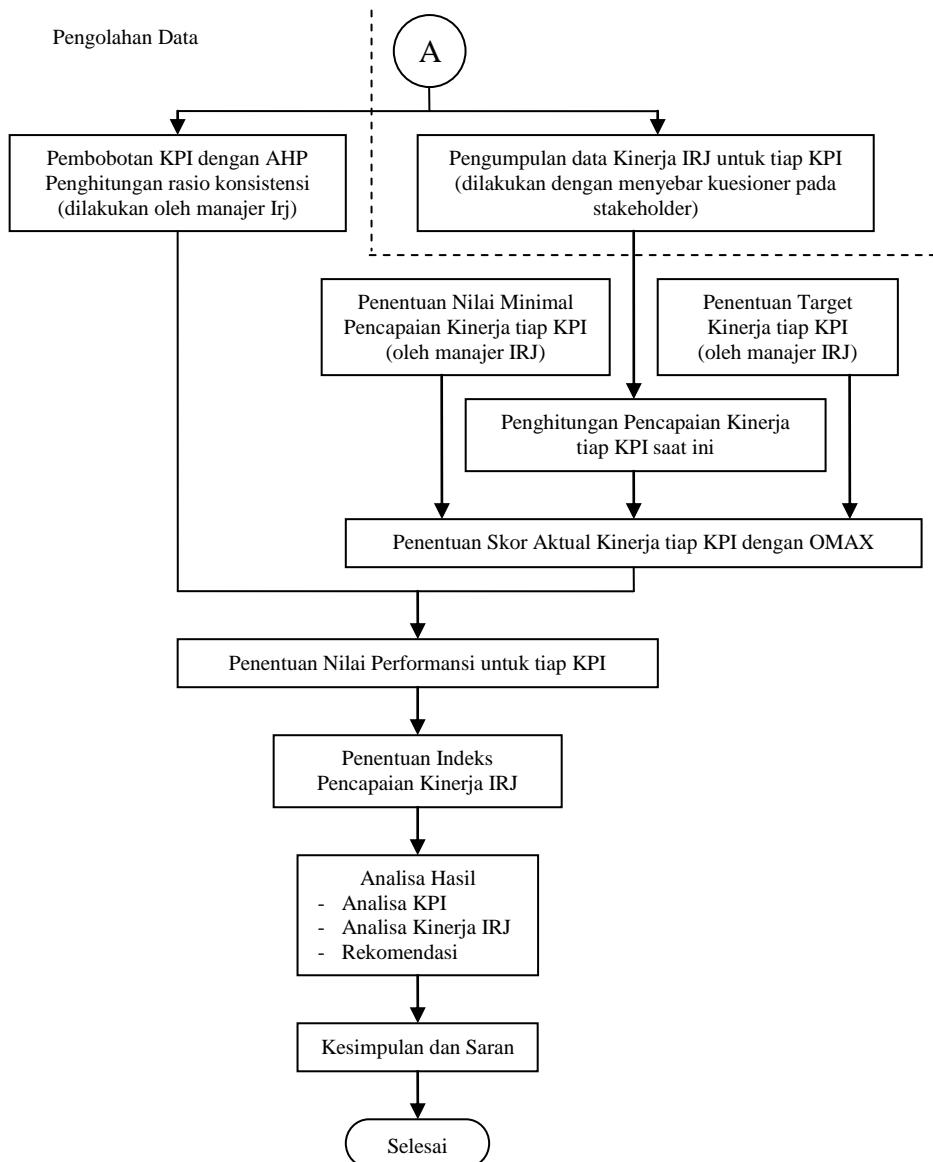 Pengolahan Data
A
Pembobotan KPI dengan AHP
Penghitungan rasio konsistensi
(dilakukan oleh manajer Irj)
Pengumpulan data Kinerja IRJ untuk tiap KPI
(dilakukan dengan menyebar kuesioner pada
stakeholder)
Penentuan Nilai Minimal
Pencapaian Kinerja tiap KPI
(oleh manajer IRJ)
Penentuan Target
Kinerja tiap KPI
(oleh manajer IRJ)
Penghitungan Pencapaian Kinerja
tiap KPI saat ini
Penentuan Skor Aktual Kinerja tiap KPI dengan OMAX
Penentuan Nilai Performansi untuk tiap KPI
Penentuan Indeks
Pencapaian Kinerja IRJ
Analisa Hasil
- Analisa KPI
- Analisa Kinerja IRJ
- Rekomendasi
Kesimpulan dan Saran
Selesai